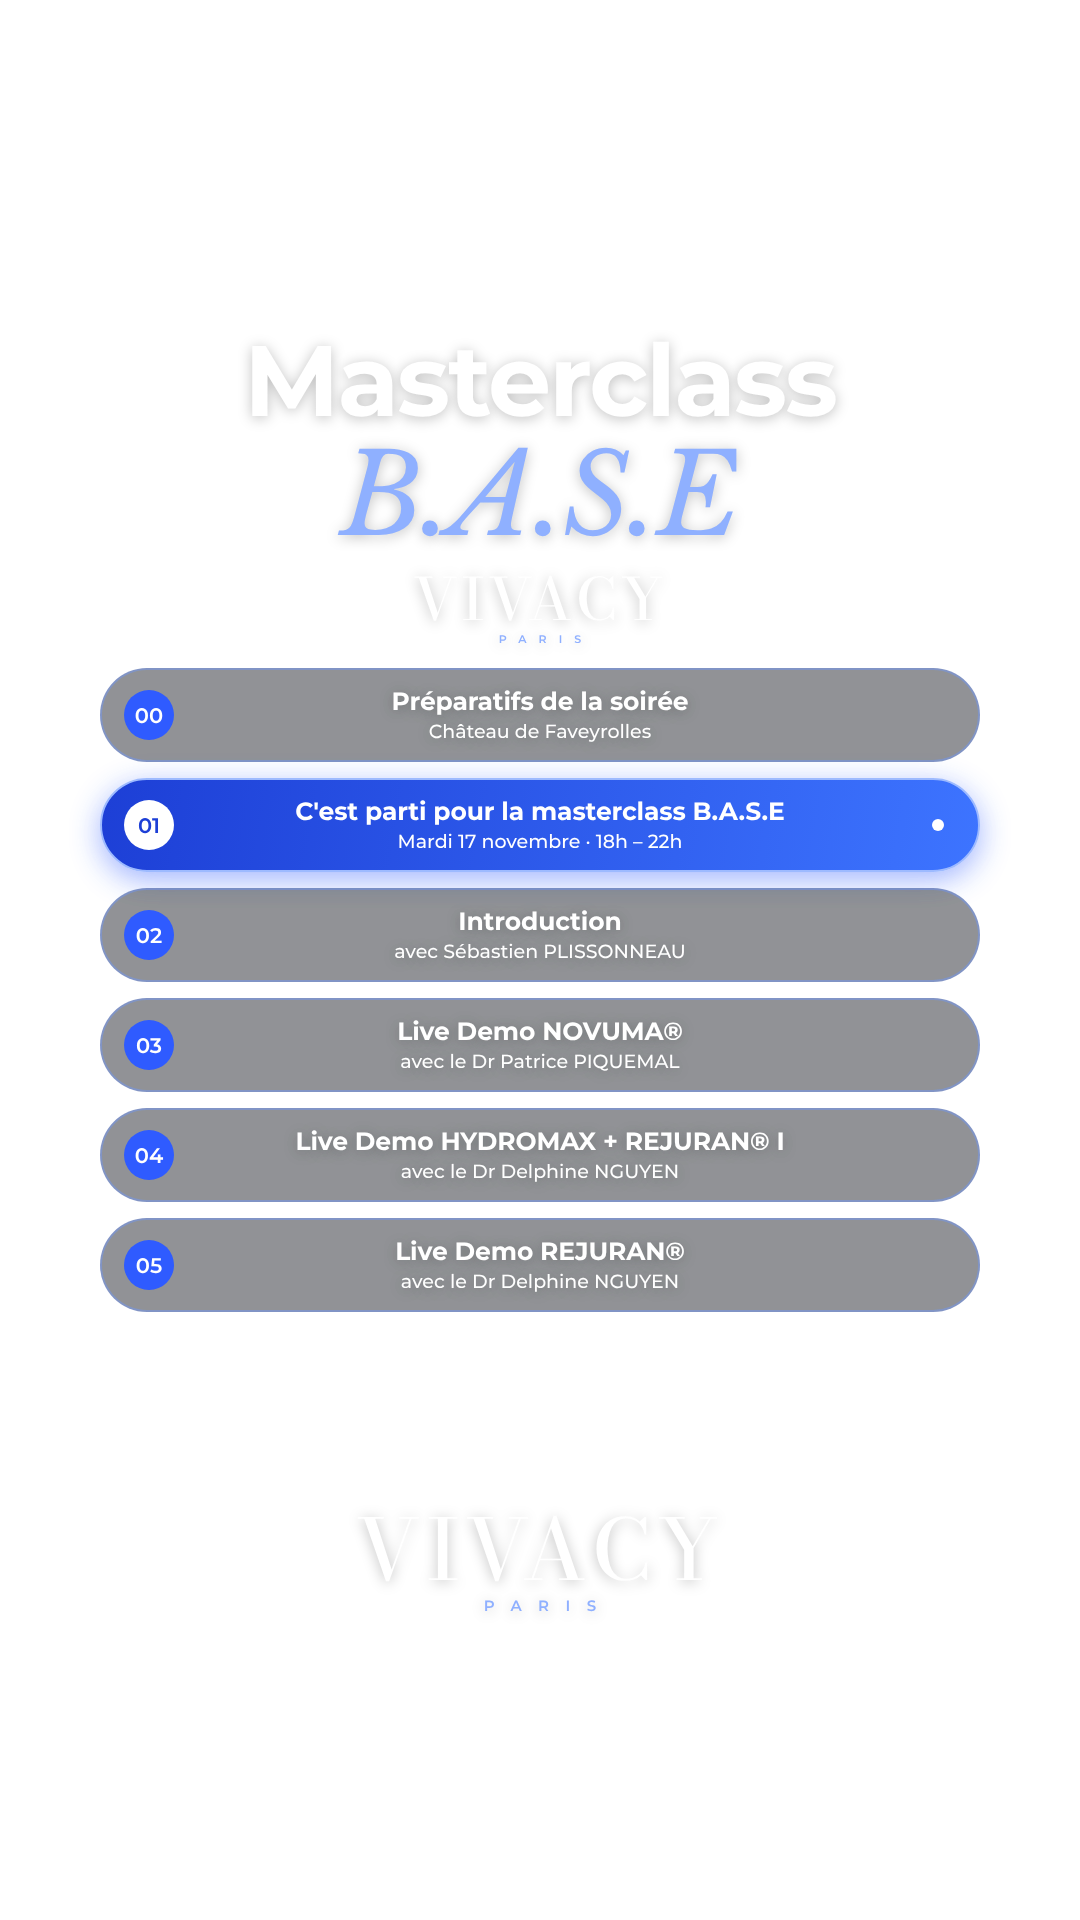 Masterclass
B.A.S.E
VIVACY
PARIS
00
Préparatifs de la soirée
Château de Faveyrolles
01
C'est parti pour la masterclass B.A.S.E
Mardi 17 novembre · 18h – 22h
02
Introduction
avec Sébastien PLISSONNEAU
03
Live Demo NOVUMA®
avec le Dr Patrice PIQUEMAL
04
Live Demo HYDROMAX + REJURAN® I
avec le Dr Delphine NGUYEN
05
Live Demo REJURAN®
avec le Dr Delphine NGUYEN
VIVACY
PARIS